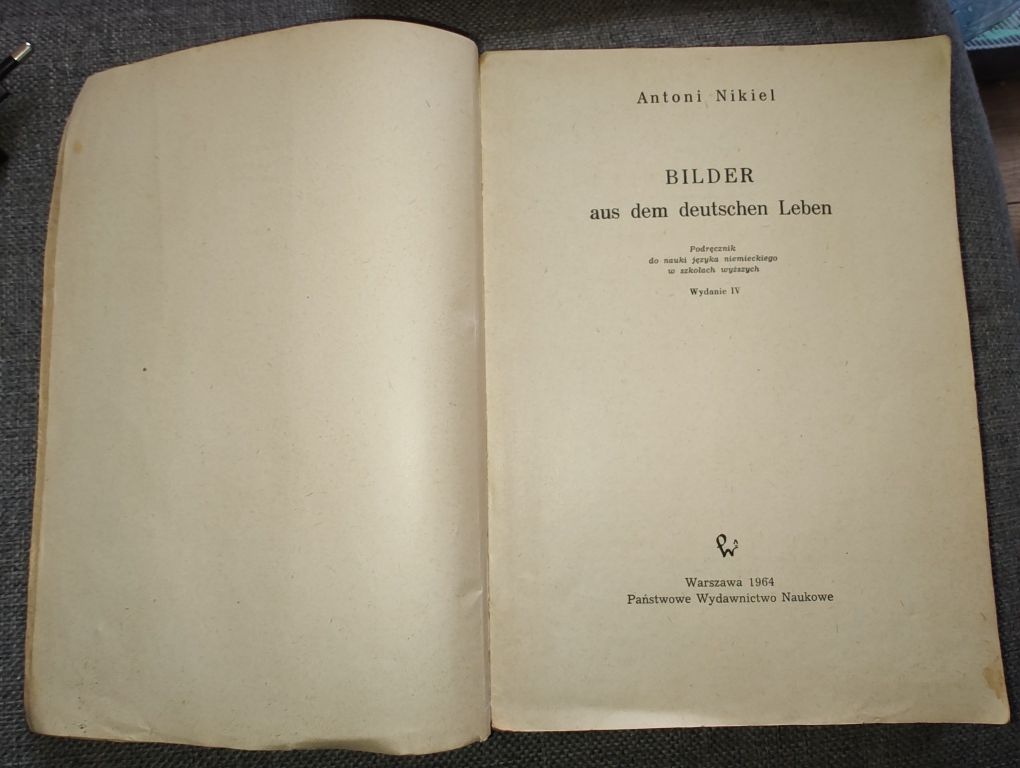 Antoni Nikiel
BILDER
aus dem deutschen Leben
Podręcznik
do nauki języka niemieckiego
w szkołach wyższych
Wydanie IV
Warszawa 1964
Państwowe Wydawnictwo Naukowe